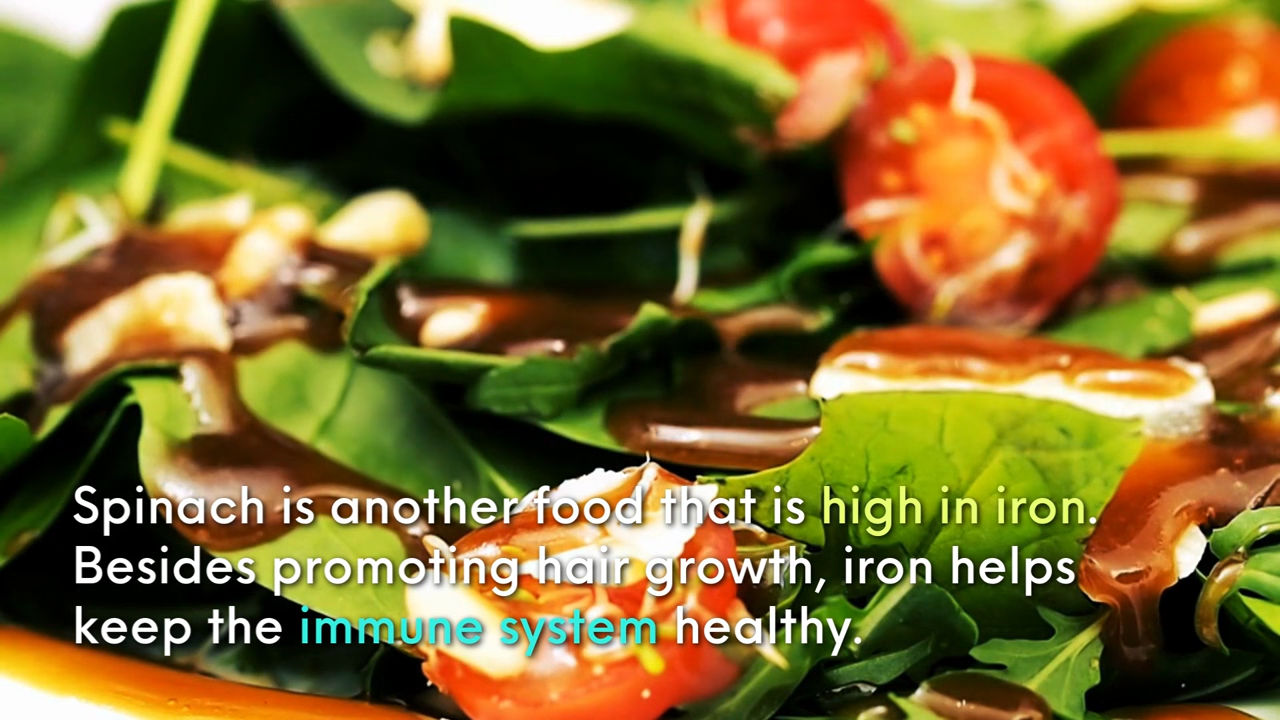 Spinach is another food that is high in iron.
Besides promoting hair growth, iron helps
keep the immune system healthy.